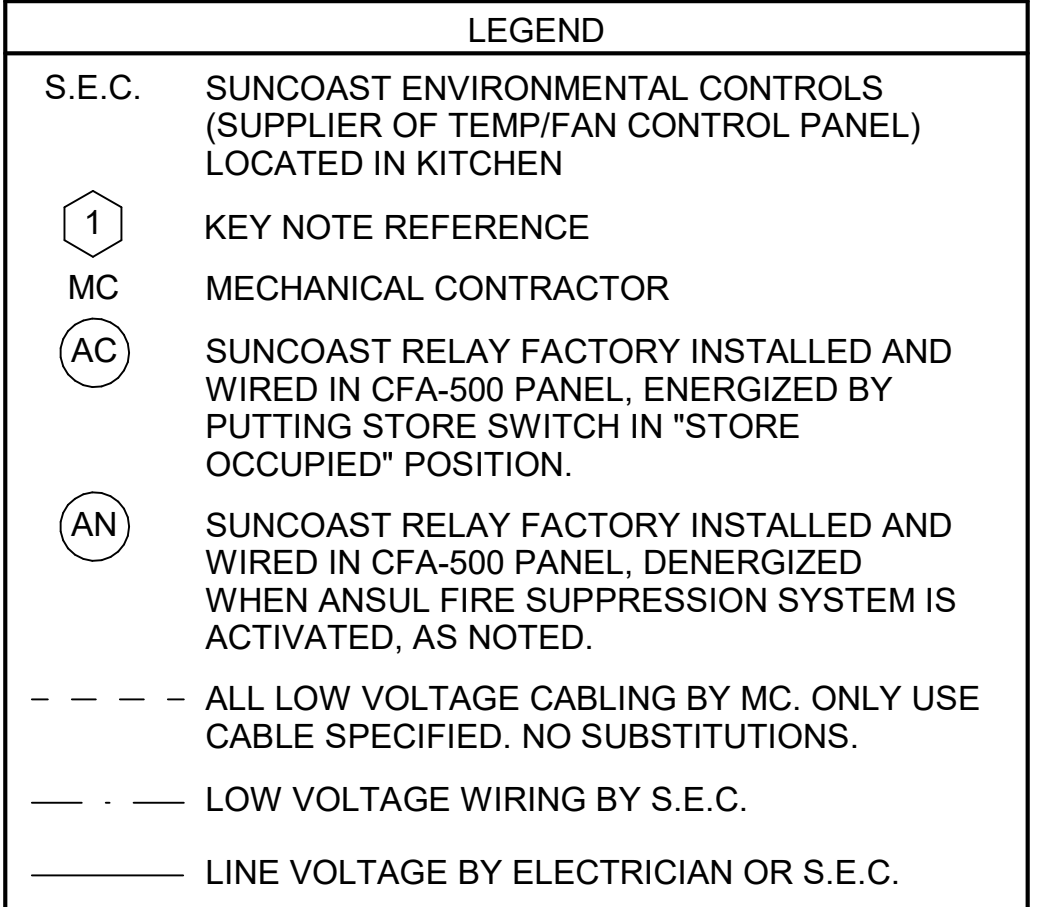 LEGEND
S.E.C. SUNCOAST ENVIRONMENTAL CONTROLS
(SUPPLIER OF TEMP/FAN CONTROL PANEL)
LOCATED IN KITCHEN
1 KEY NOTE REFERENCE
MC MECHANICAL CONTRACTOR
AC SUNCOAST RELAY FACTORY INSTALLED AND
WIRED IN CFA-500 PANEL, ENERGIZED BY
PUTTING STORE SWITCH IN "STORE
OCCUPIED" POSITION.
AN SUNCOAST RELAY FACTORY INSTALLED AND
WIRED IN CFA-500 PANEL, DENERGIZED
WHEN ANSUL FIRE SUPPRESSION SYSTEM IS
ACTIVATED, AS NOTED.
ALL LOW VOLTAGE CABLING BY MC. ONLY USE
CABLE SPECIFIED. NO SUBSTITUTIONS.
LOW VOLTAGE WIRING BY S.E.C.
LINE VOLTAGE BY ELECTRICIAN OR S.E.C.